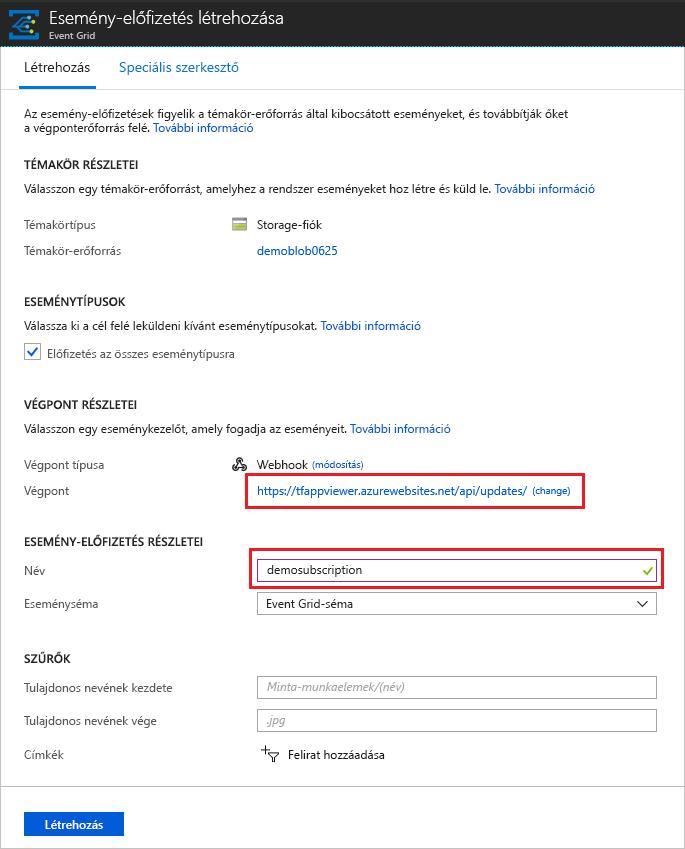 Esemény-előfizetés létrehozása
Event Grid
Létrehozás Speciális szerkesztő
Az esemény-előfizetések figyelik a témakör-erőforrás által kibocsátott eseményeket, és továbbítják őket
a végponterőforrás felé. További információ
TÉMAKÖR RÉSZLETEI
Válasszon egy témakör-erőforrást, amelyhez a rendszer eseményeket hoz létre és küld le. További információ
Témakörtípus Storage-fiók
Témakör-erőforrás demoblob0625
ESEMÉNYTÍPUSOK
Válassza ki a cél felé leküldeni kívánt eseménytípusokat. További információ
Előfizetés az összes eseménytípusra
VÉGPONT RÉSZLETEI
Válasszon egy eseménykezelőt, amely fogadja az eseményeit. További információ
Végpont típusa Webhook (módosítás)
Végpont https://tfappviewer.azurewebsites.net/api/updates/ (change)
ESEMÉNY-ELŐFIZETÉS RÉSZLETEI
Név demosubscription
Eseményséma Event Grid-séma
SZŰRŐK
Tulajdonos nevének kezdete Minta-munkaelemek/(név)
Tulajdonos nevének vége .jpg
Címkék Felirat hozzáadása
Létrehozás